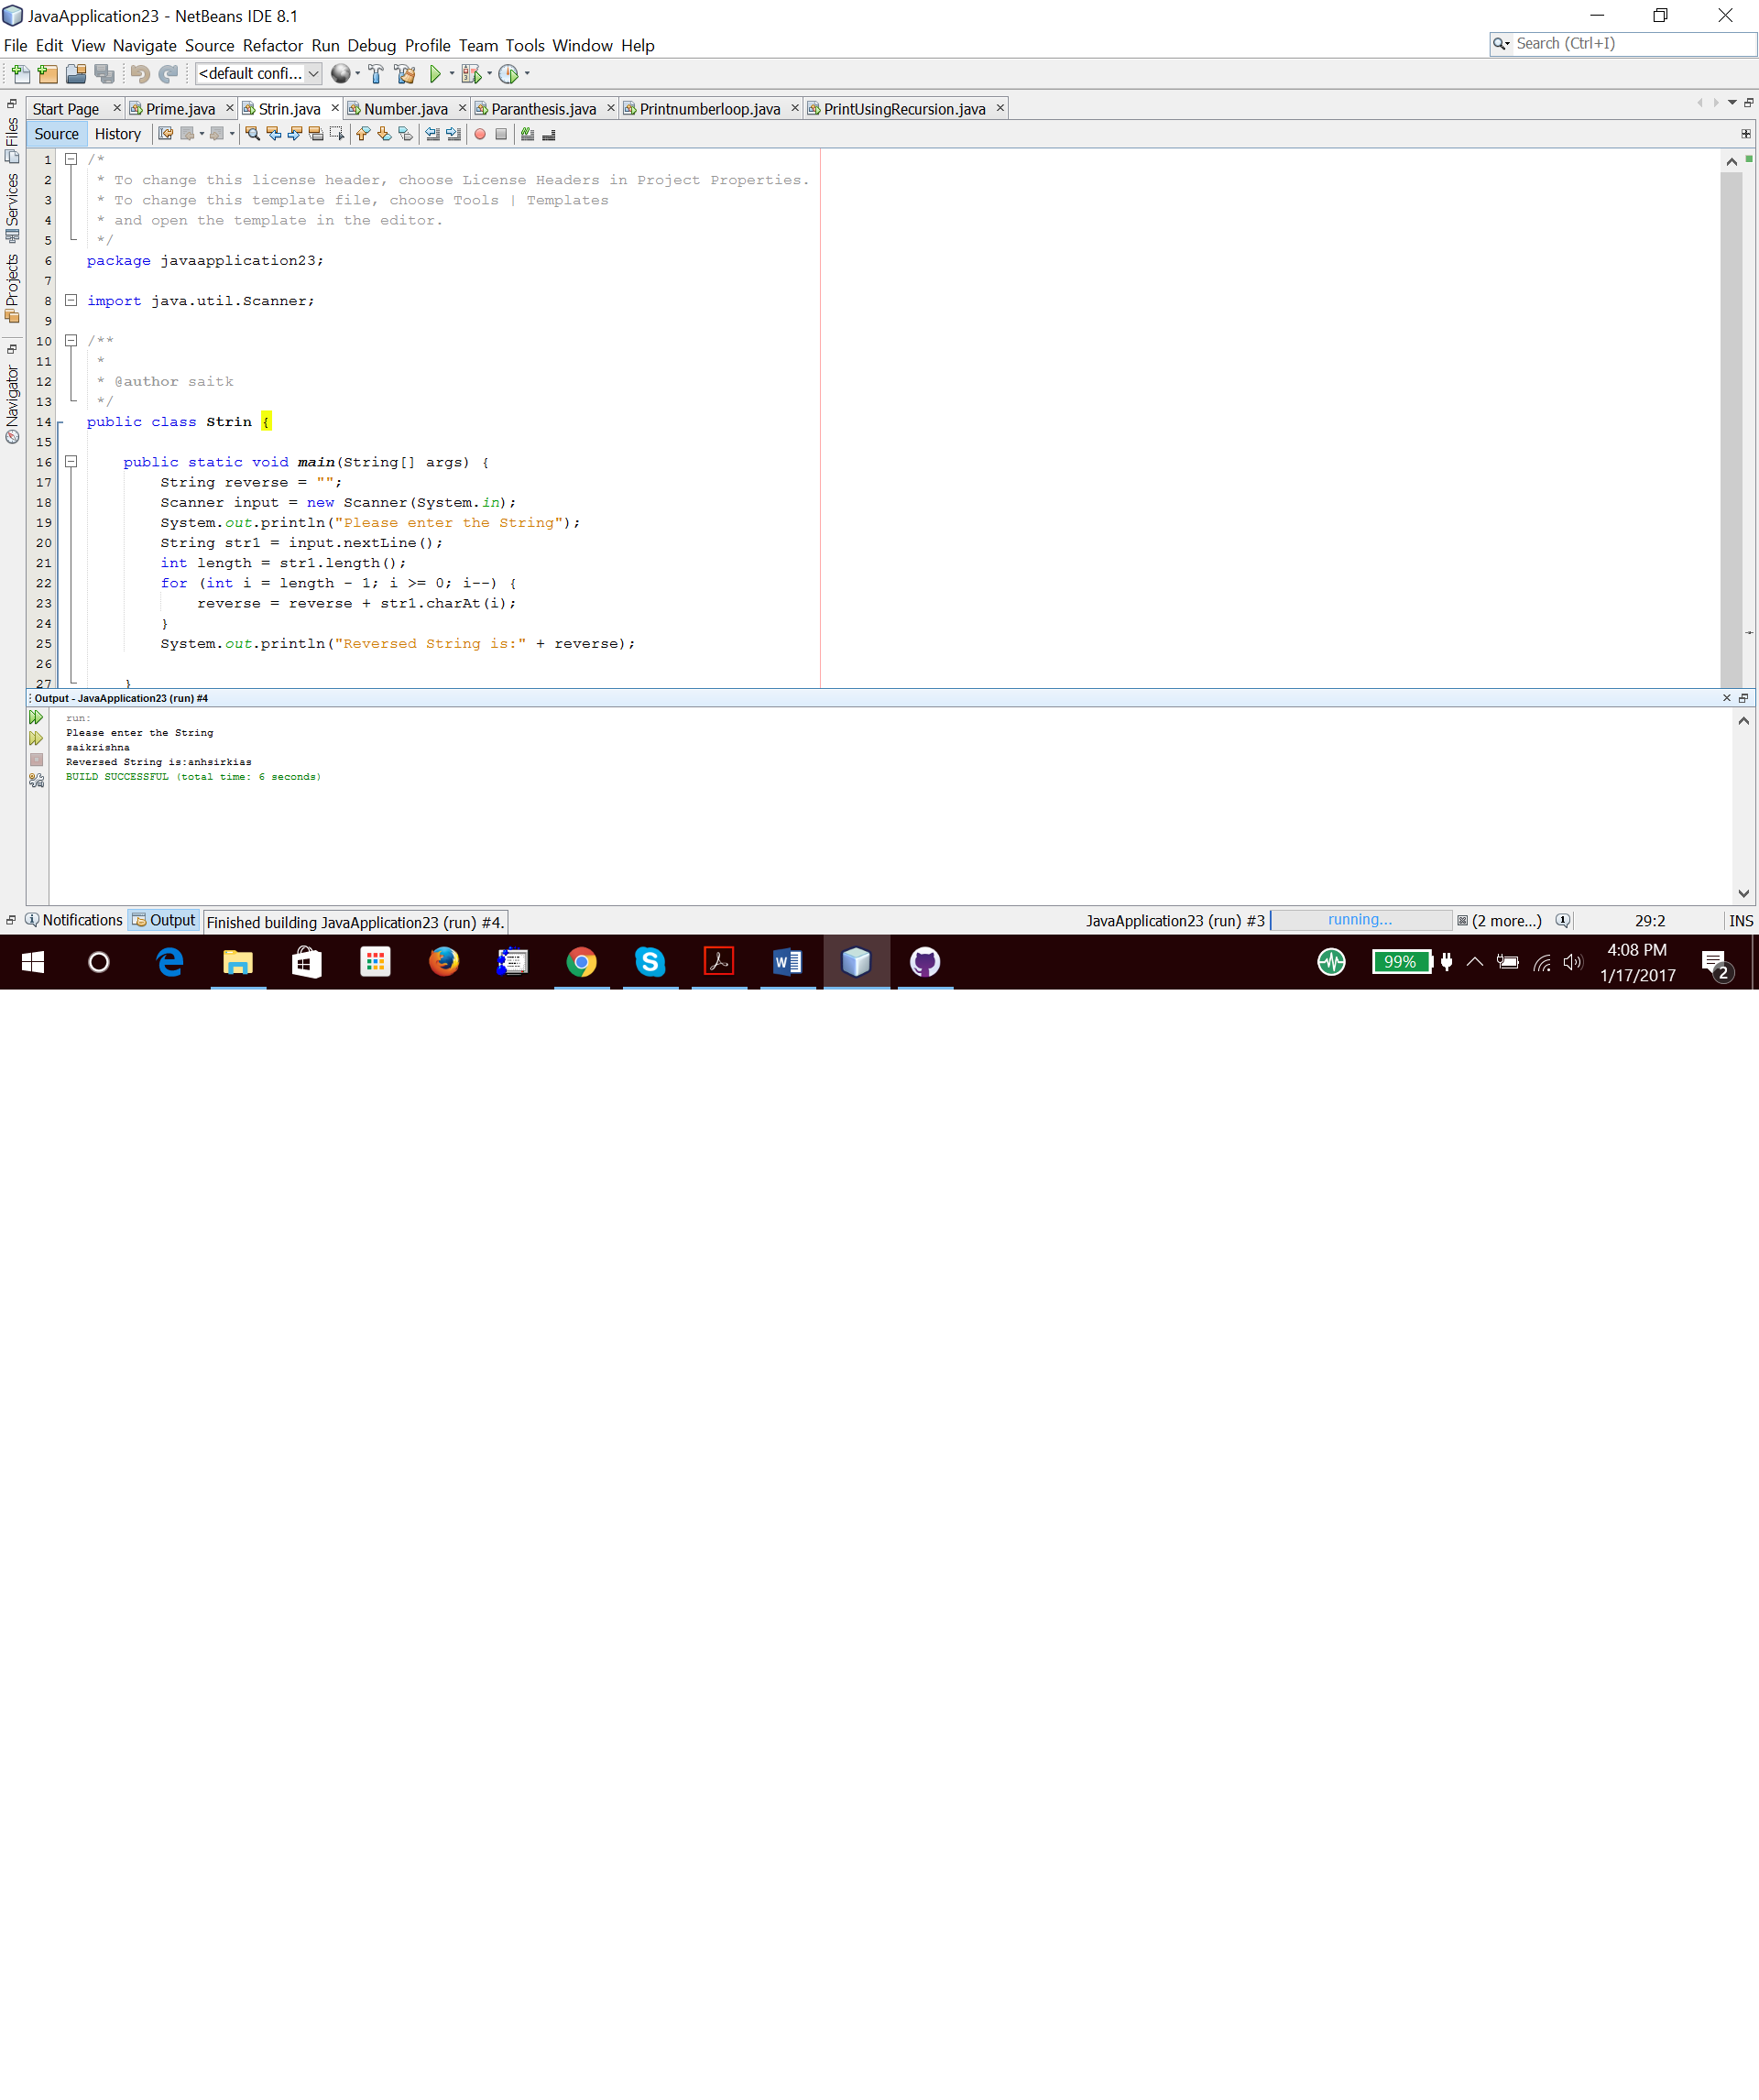 JavaApplication23 - NetBeans IDE 8.1
File Edit View Navigate Source Refactor Run Debug Profile Team Tools Window Help
Search (Ctrl+I)
<default confi...
Start Page Prime.java Strin.java Number.java Paranthesis.java Printnumberloop.java PrintUsingRecursion.java
Source History
Files
Services
Projects
Navigator
1 /*
2 * To change this license header, choose License Headers in Project Properties.
3 * To change this template file, choose Tools | Templates
4 * and open the template in the editor.
5 */
6 package javaapplication23;
7
8 import java.util.Scanner;
9
10 /**
11 *
12 * @author saitk
13 */
14 public class Strin {
15
16 public static void main(String[] args) {
17 String reverse = "";
18 Scanner input = new Scanner(System.in);
19 System.out.println("Please enter the String");
20 String str1 = input.nextLine();
21 int length = str1.length();
22 for (int i = length - 1; i >= 0; i--) {
23 reverse = reverse + str1.charAt(i);
24 }
25 System.out.println("Reversed String is:" + reverse);
26
27 }
Output - JavaApplication23 (run) #4
run:
Please enter the String
saikrishna
Reversed String is:anhsirkias
BUILD SUCCESSFUL (total time: 6 seconds)
Notifications Output Finished building JavaApplication23 (run) #4. JavaApplication23 (run) #3 running... (2 more...) 29:2 INS
99%
4:08 PM
1/17/2017
2